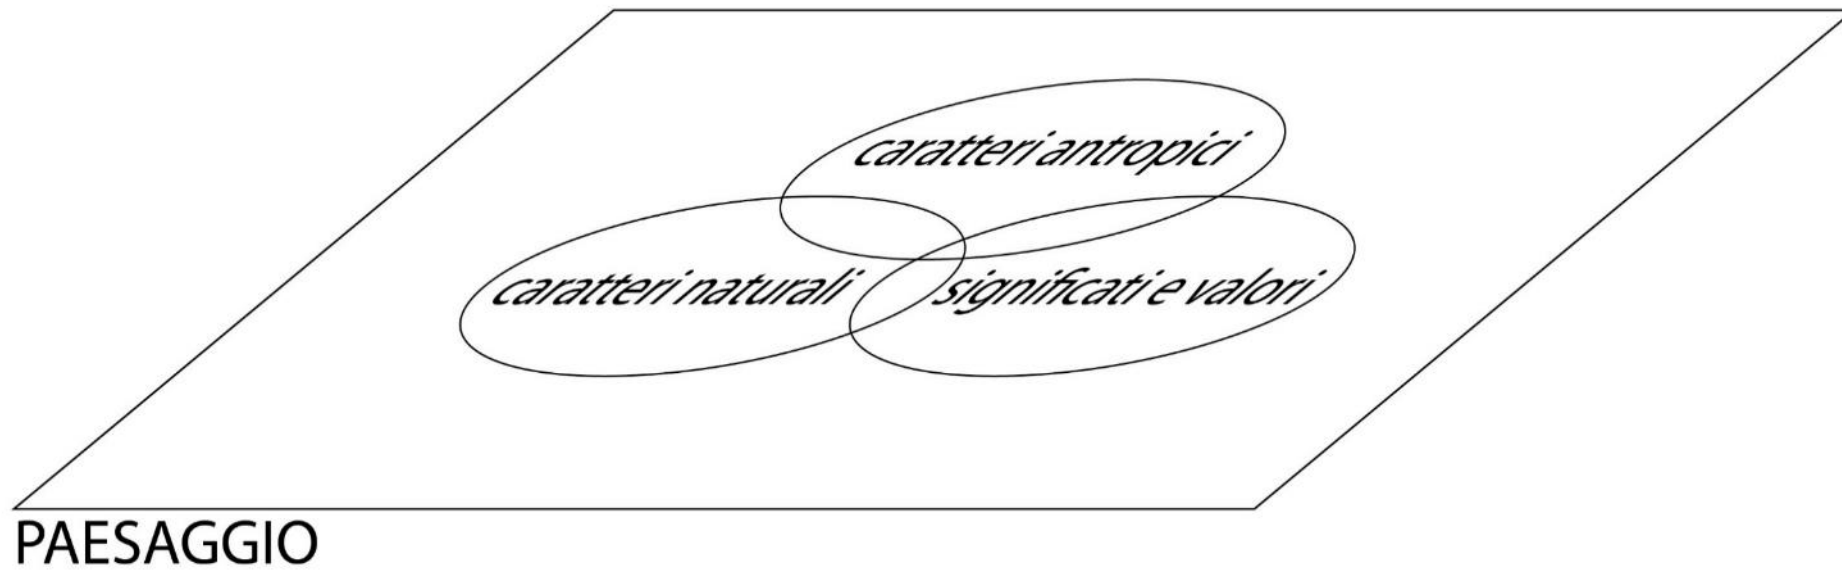 caratteri antropici
caratteri naturali
significati e valori
PAESAGGIO